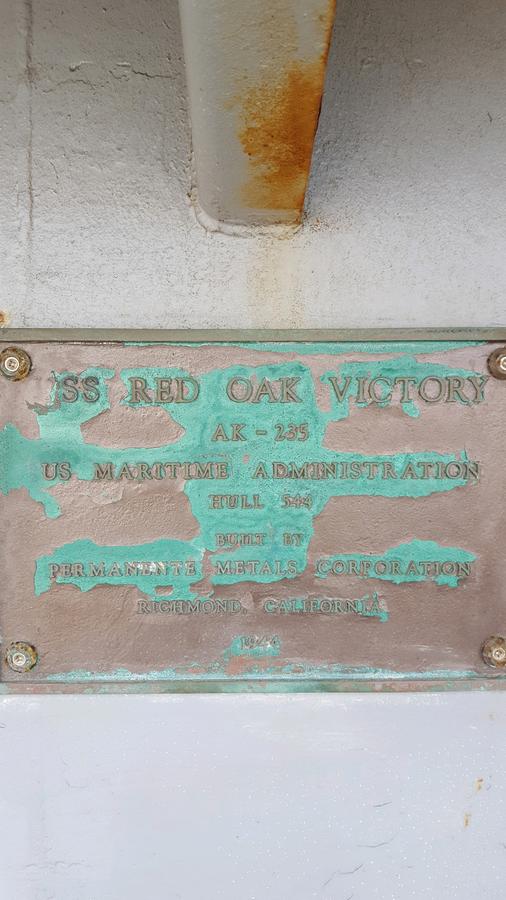 SS RED OAK VICTORY
AK - 235
US MARITIME ADMINISTRATION
HULL 544
BUILT BY
PERMANENTE METALS CORPORATION
RICHMOND, CALIFORNIA
1944